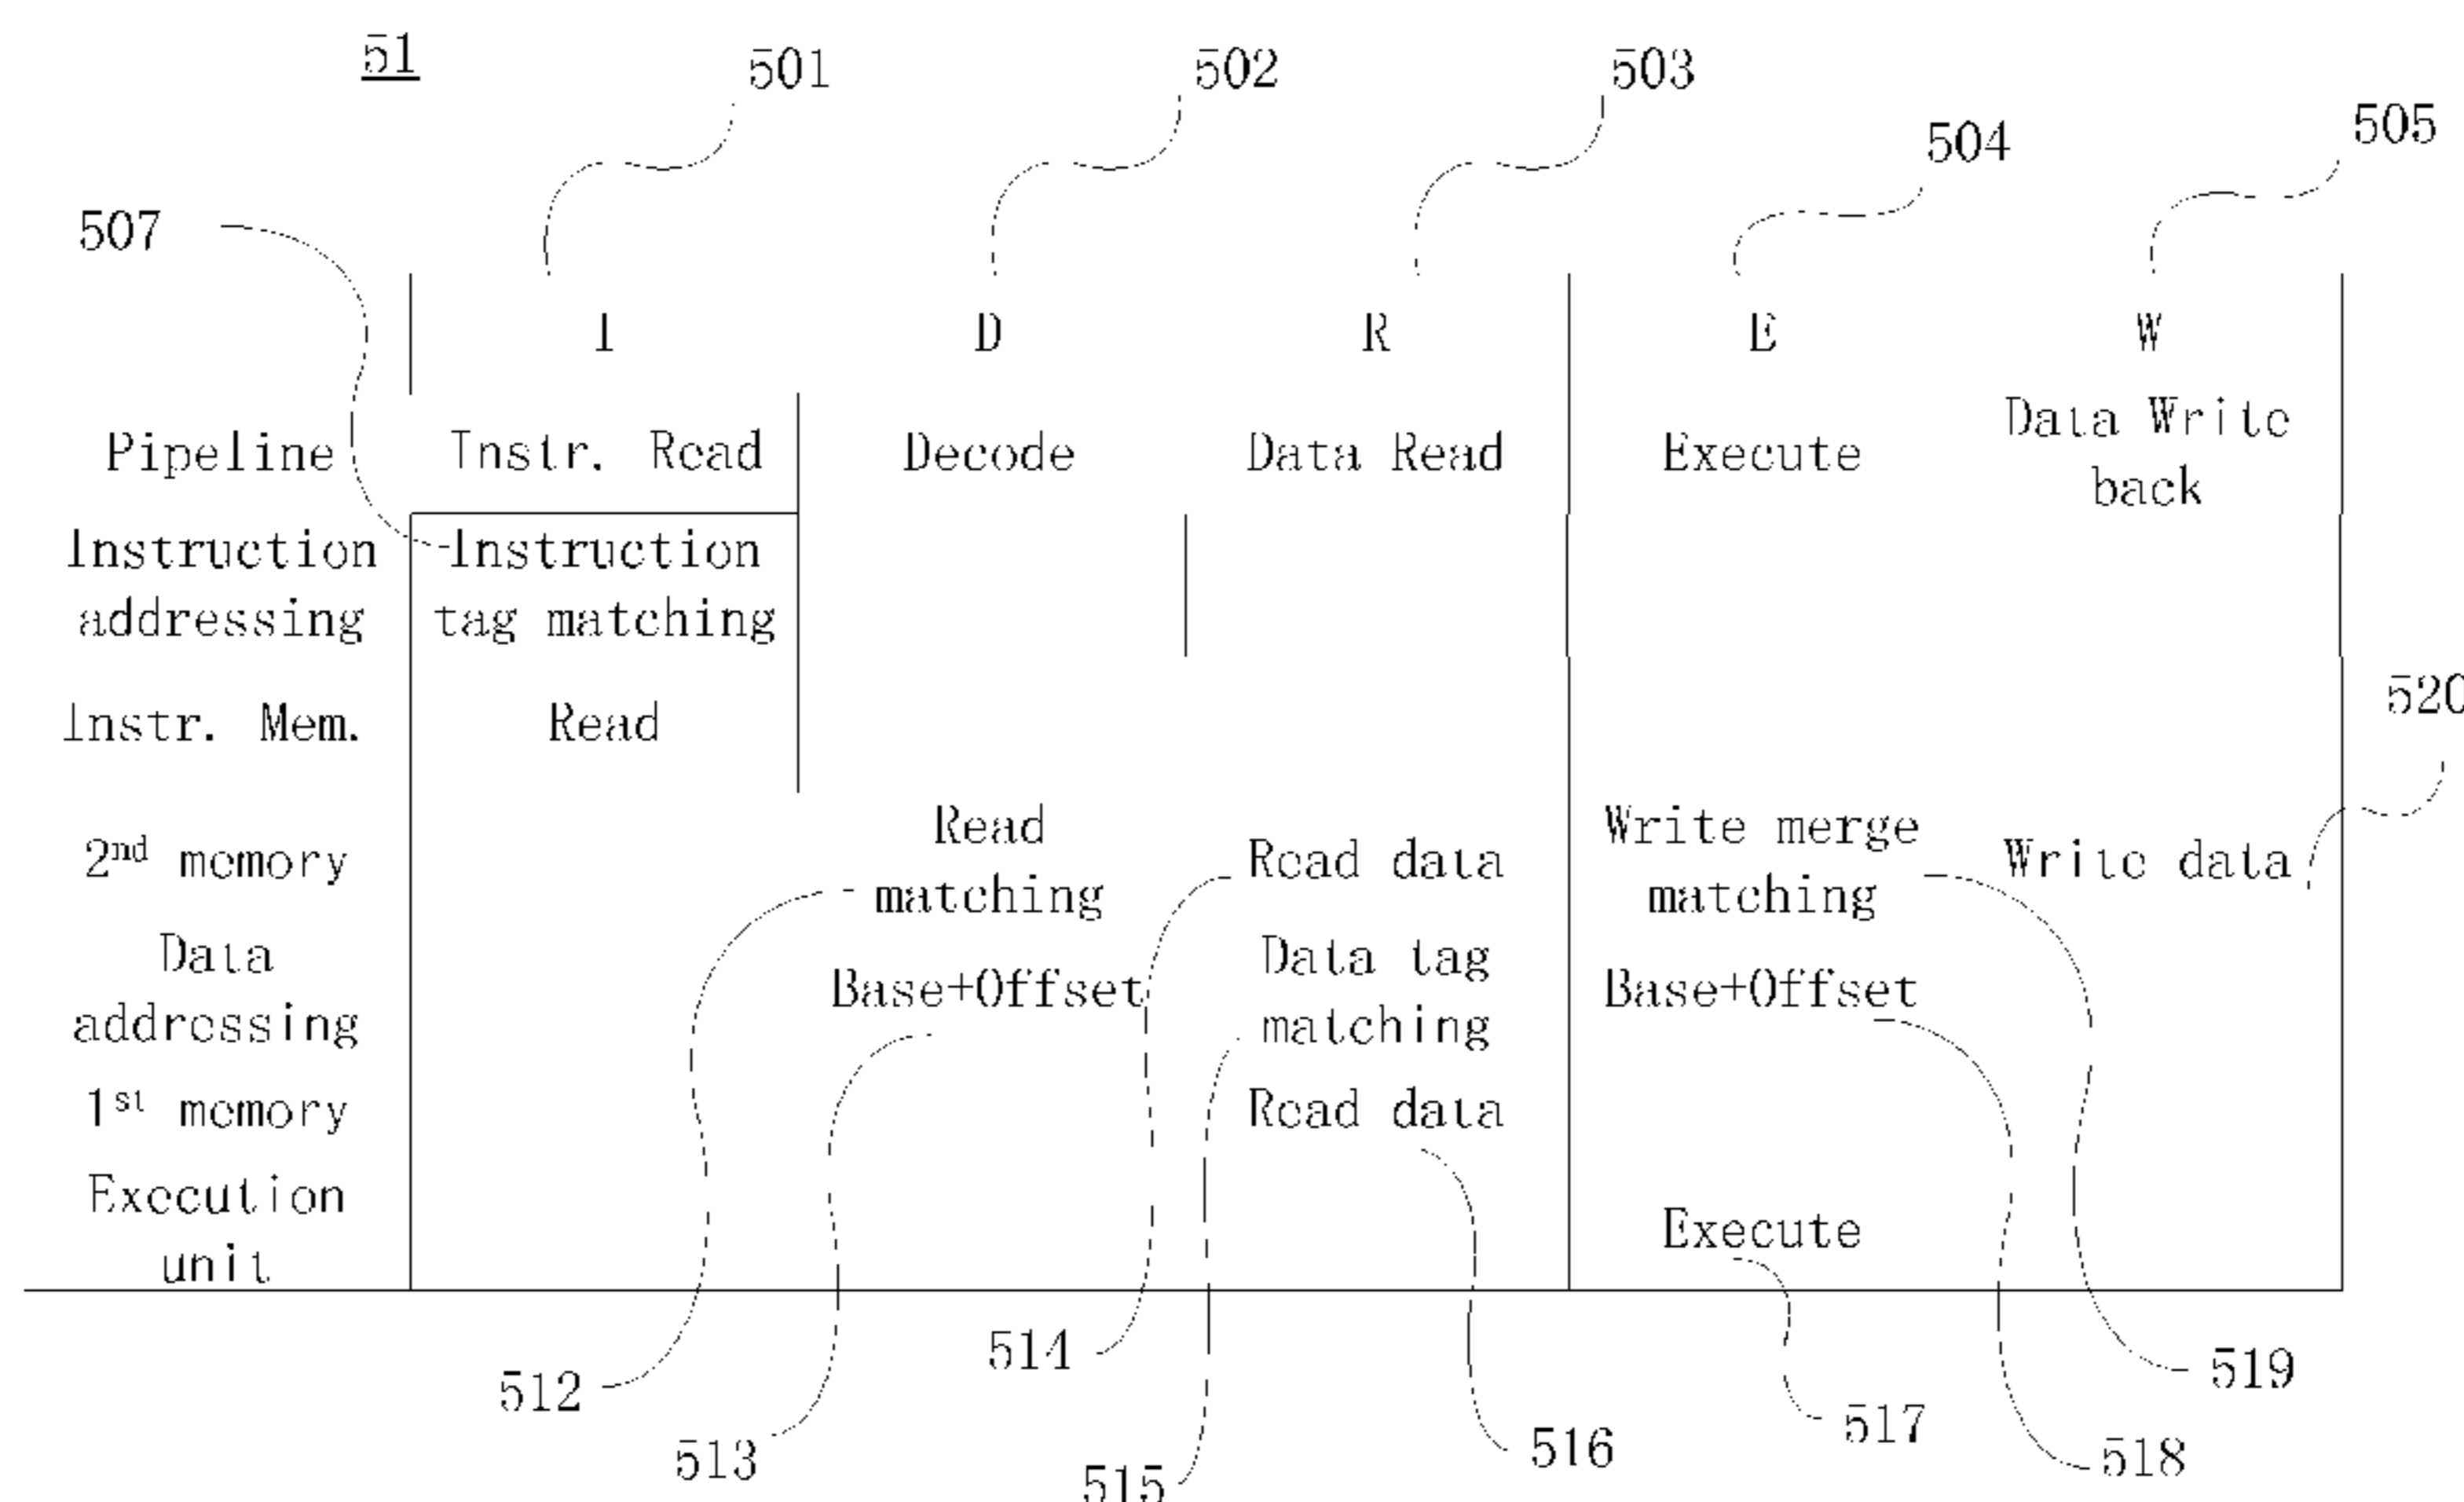 51
501
502
503
504
505
507
I D R E W
Pipeline Instr. Read Decode Data Read Execute Data Write
back
Instruction
addressing
Instruction
tag matching
Instr. Mem. Read
520
2nd memory
Read
matching
Read data
Write merge
matching
Write data
Data
addressing
Base+Offset
Data tag
matching
Base+Offset
1st memory Read data
Execution
unit
Execute
512
513
514
515
516
517
518
519